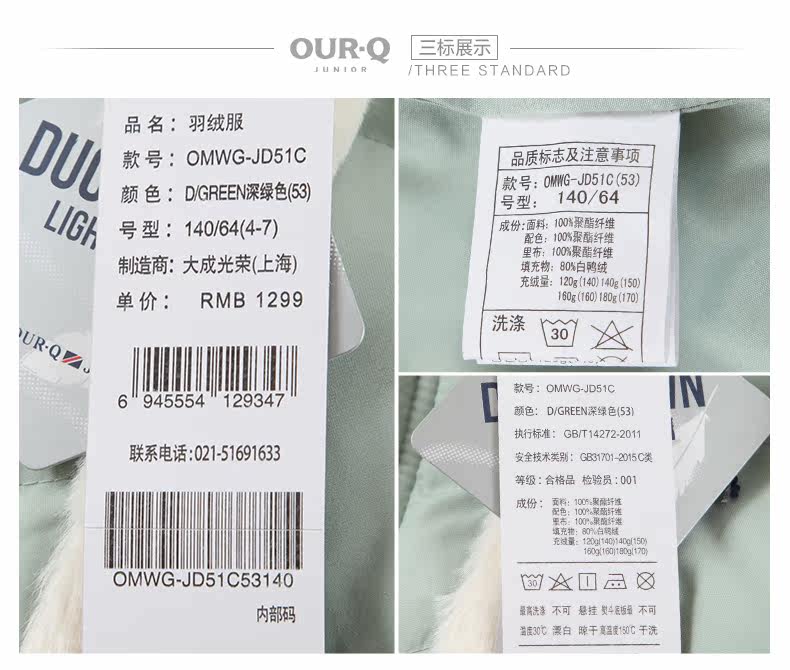 OUR·Q
JUNIOR
三标展示
/THREE STANDARD
LIGH
OUR·Q
品 名：羽绒服
款 号：OMWG-JD51C
颜 色：D/GREEN深绿色(53)
号 型：140/64(4-7)
制造商：大成光荣(上海)
单 价：RMB 1299
6 945554 129347
联系电话:021-51691633
OMWG-JD51C53140
内部码
品质标志及注意事项
款号：OMWG-JD51C(53)
号型：140/64
成份:面料：100%聚酯纤维
配色：100%聚酯纤维
里布：100%聚酯纤维
填充物：80%白鸭绒
充绒量：120g(140)140g(150)
160g(160)180g(170)
洗涤
30
款号：OMWG-JD51C
颜色：D/GREEN深绿色(53)
执行标准：GB/T14272-2011
安全技术类别：GB31701-2015 C类
等级：合格品 检验员：001
成份：面料：100%聚酯纤维
配色：100%聚酯纤维
里布：100%聚酯纤维
填充物：80%白鸭绒
充绒量：120g(140)140g(150)
160g(160)180g(170)
30
最高洗涤 不可 悬挂 熨斗底板最 不可
温度30℃ 漂白 晾干 高温度150℃ 干洗